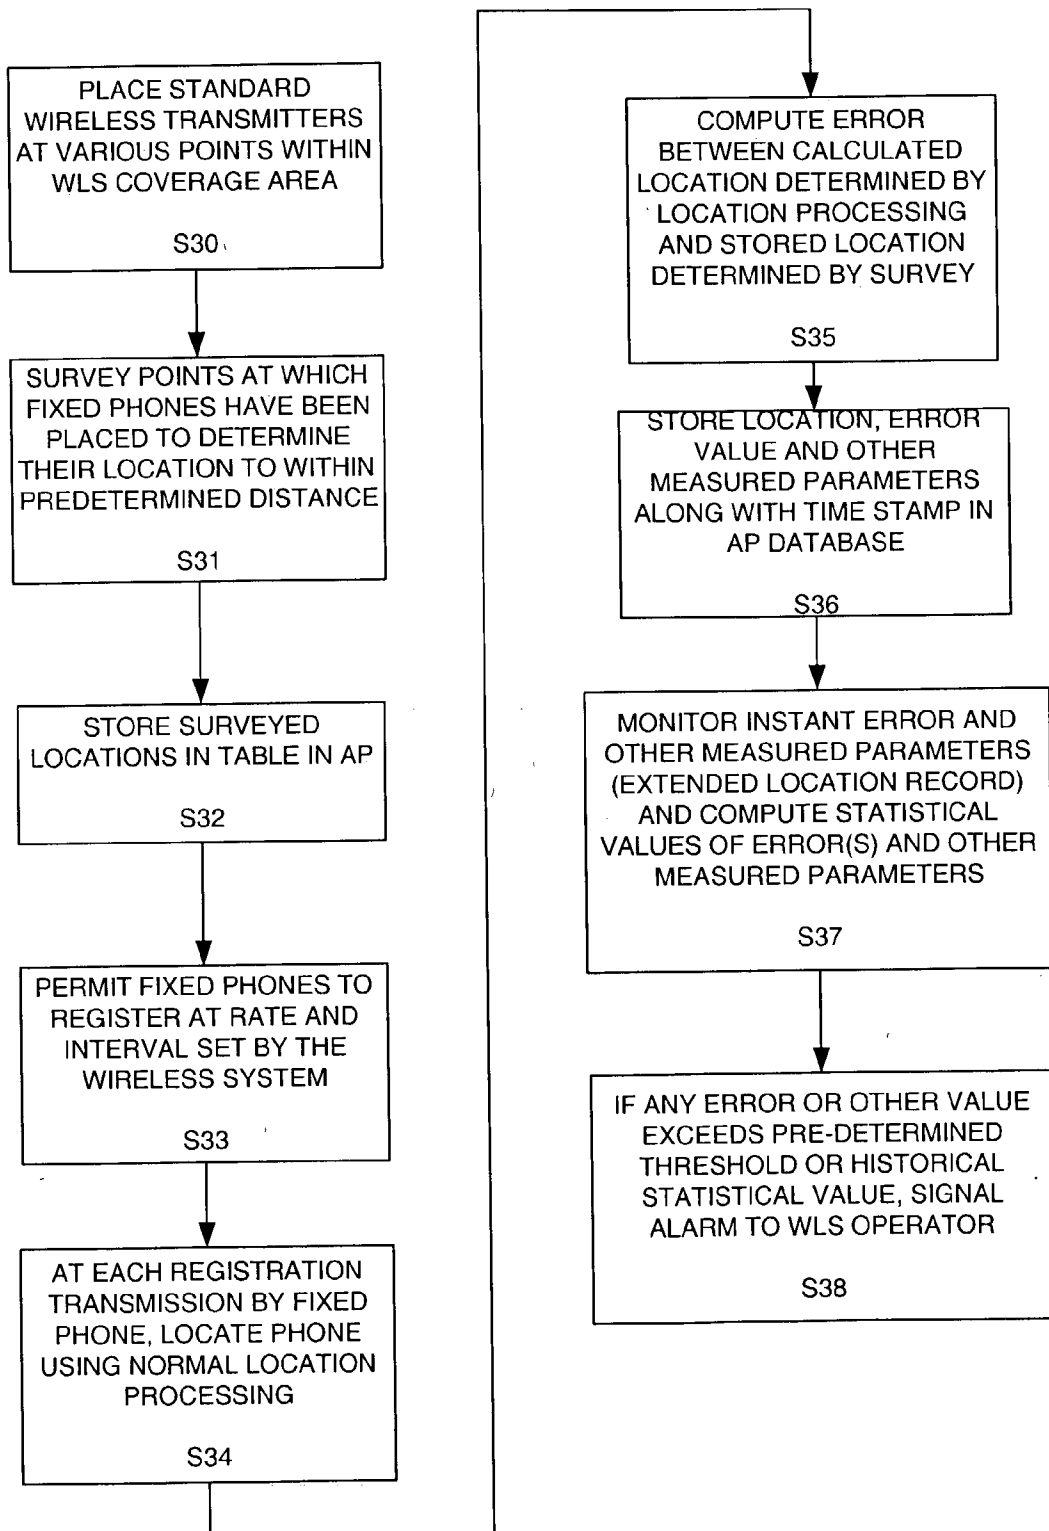 PLACE STANDARD
WIRELESS TRANSMITTERS
AT VARIOUS POINTS WITHIN
WLS COVERAGE AREA
S30
SURVEY POINTS AT WHICH
FIXED PHONES HAVE BEEN
PLACED TO DETERMINE
THEIR LOCATION TO WITHIN
PREDETERMINED DISTANCE
S31
STORE SURVEYED
LOCATIONS IN TABLE IN AP
S32
PERMIT FIXED PHONES TO
REGISTER AT RATE AND
INTERVAL SET BY THE
WIRELESS SYSTEM
S33
AT EACH REGISTRATION
TRANSMISSION BY FIXED
PHONE, LOCATE PHONE
USING NORMAL LOCATION
PROCESSING
S34
COMPUTE ERROR
BETWEEN CALCULATED
LOCATION DETERMINED BY
LOCATION PROCESSING
AND STORED LOCATION
DETERMINED BY SURVEY
S35
STORE LOCATION, ERROR
VALUE AND OTHER
MEASURED PARAMETERS
ALONG WITH TIME STAMP IN
AP DATABASE
S36
MONITOR INSTANT ERROR AND
OTHER MEASURED PARAMETERS
(EXTENDED LOCATION RECORD)
AND COMPUTE STATISTICAL
VALUES OF ERROR(S) AND OTHER
MEASURED PARAMETERS
S37
IF ANY ERROR OR OTHER VALUE
EXCEEDS PRE-DETERMINED
THRESHOLD OR HISTORICAL
STATISTICAL VALUE, SIGNAL
ALARM TO WLS OPERATOR
S38